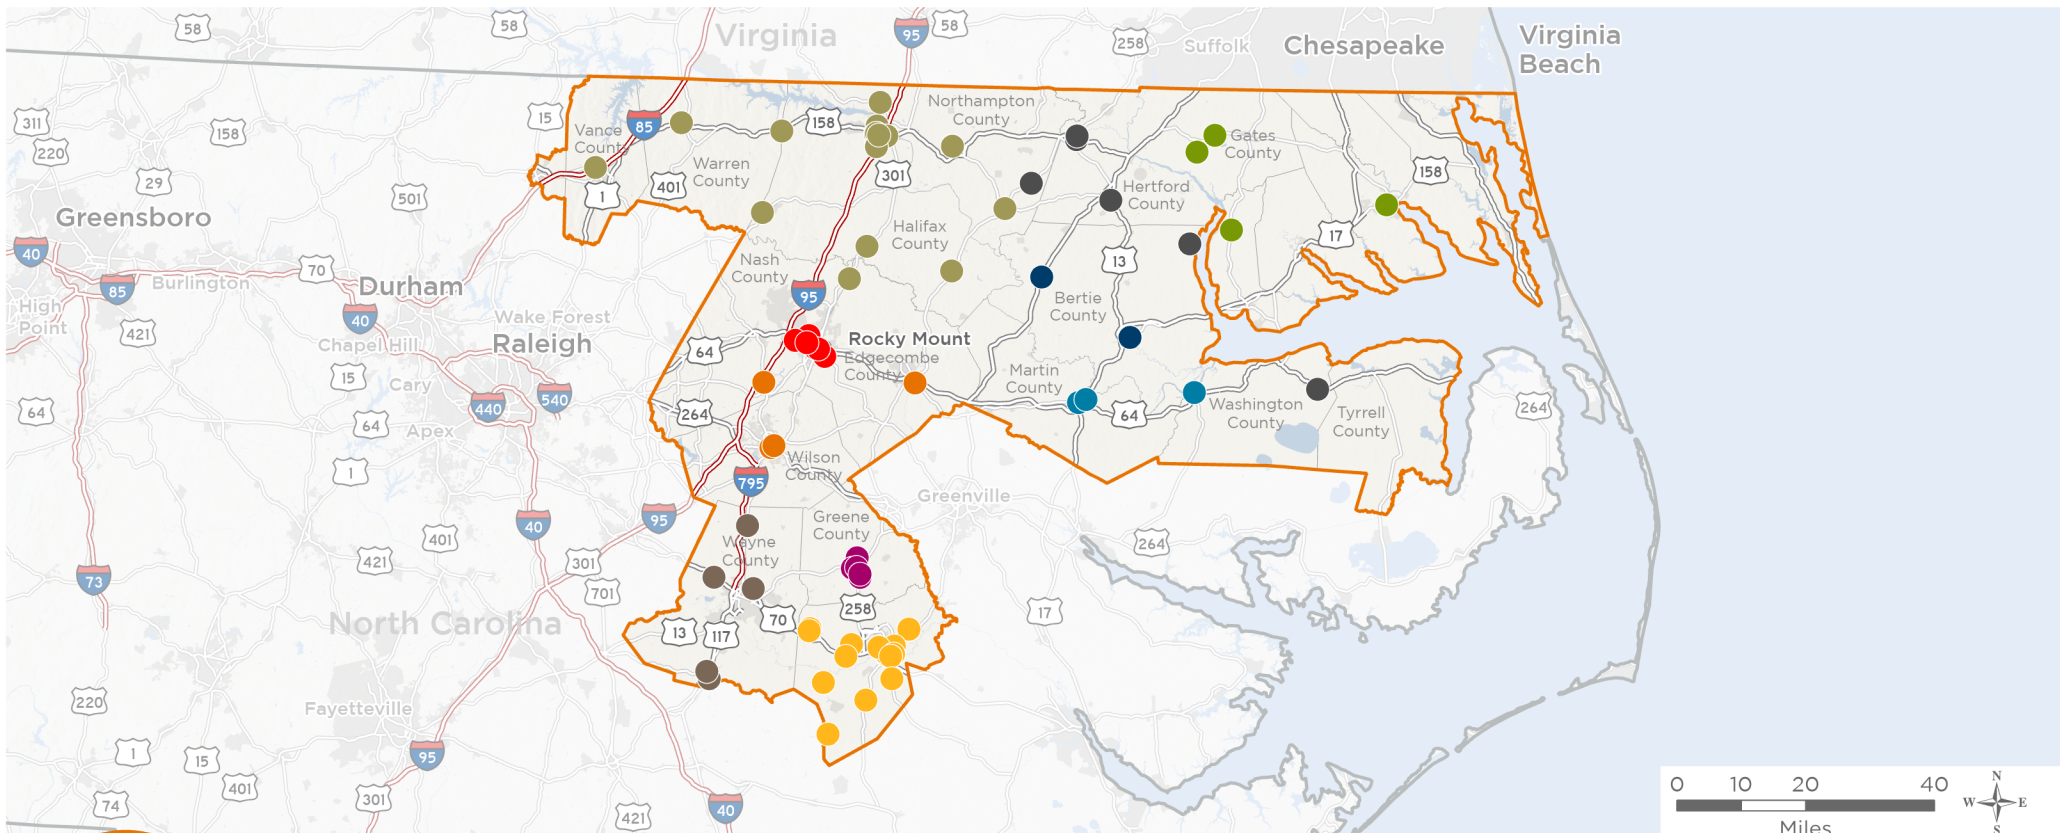 58
58
Virginia
95
58
258
Suffolk
Chesapeake
Virginia
Beach
311
220
158
15
Vance
County
85
158
Northampton
County
Gates
County
158
29
501
Warren
County
401
1
301
Hertford
County
Greensboro
Halifax
County
17
40
70
Nash
County
13
85
Burlington
Durham
95
Bertie
County
High
Point
421
40
Wake Forest
Chapel Hill
Raleigh
64
Rocky Mount
Edgecombe
County
15
Cary
Martin
County
64
440
540
264
64
Washington
County
Tyrrell
County
264
64
Apex
1
Wilson
County
795
Greenville
40
95
Greene
County
401
Wayne
County
264
421
301
73
701
258
17
North Carolina
13
117
70
220
Fayetteville
1
15
95
401
301
74
421
40
0 10 20 40
Miles
N
W E
S